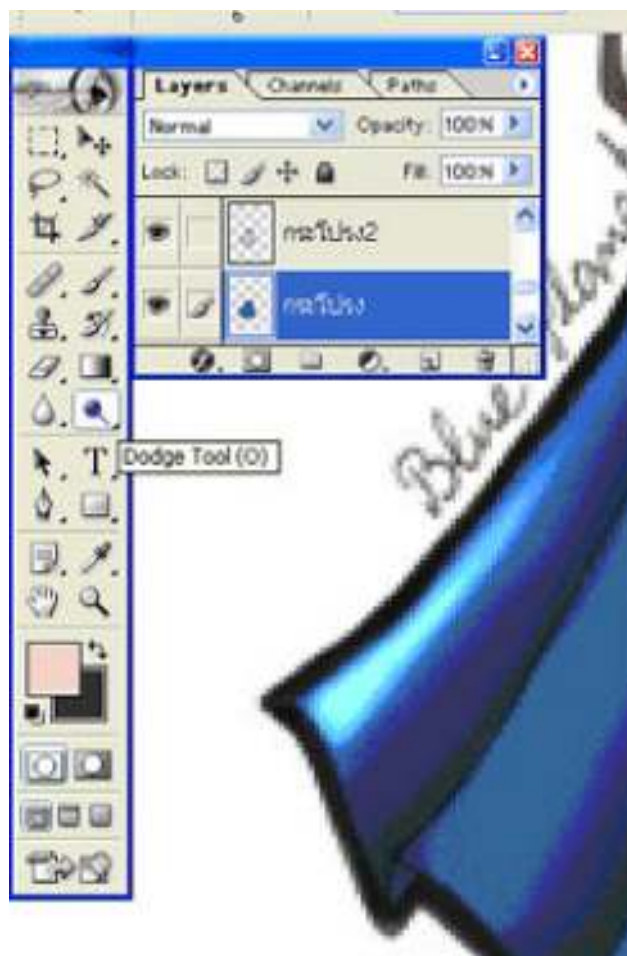 Layers Channels Paths
Normal Opacity: 100%
Lock: Fill: 100%
กระโปรง2
กระโปรง
Dodge Tool (O)
Blue